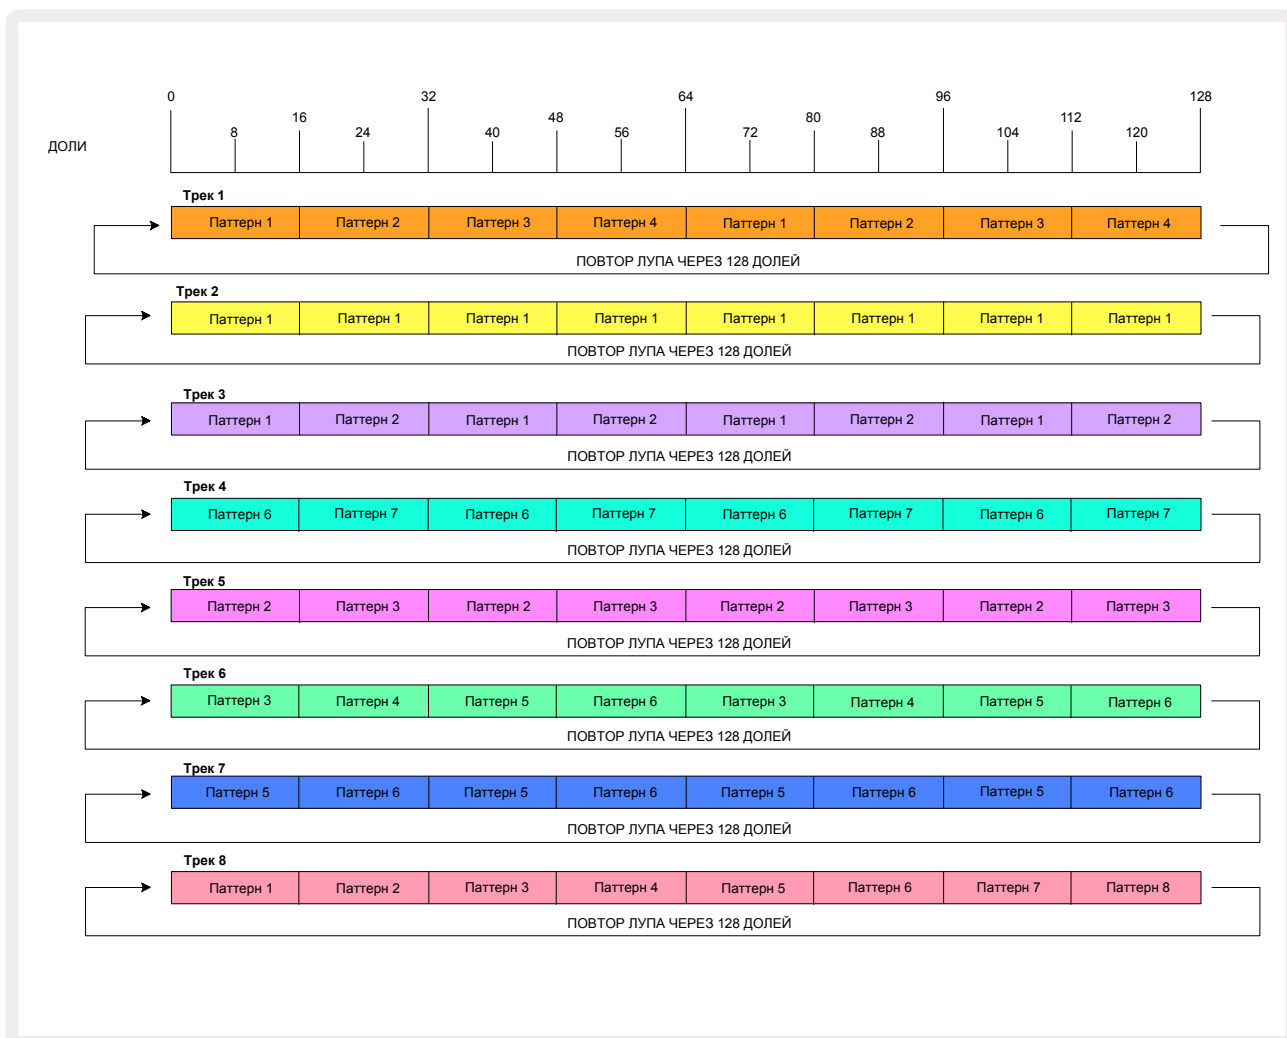 0 32 64 96 128
16 48 80 112
8 24 40 56 72 88 104 120
ДОЛИ
Трек 1
Паттерн 1 Паттерн 2 Паттерн 3 Паттерн 4 Паттерн 1 Паттерн 2 Паттерн 3 Паттерн 4
ПОВТОР ЛУПА ЧЕРЕЗ 128 ДОЛЕЙ
Трек 2
Паттерн 1 Паттерн 1 Паттерн 1 Паттерн 1 Паттерн 1 Паттерн 1 Паттерн 1 Паттерн 1
ПОВТОР ЛУПА ЧЕРЕЗ 128 ДОЛЕЙ
Трек 3
Паттерн 1 Паттерн 2 Паттерн 1 Паттерн 2 Паттерн 1 Паттерн 2 Паттерн 1 Паттерн 2
ПОВТОР ЛУПА ЧЕРЕЗ 128 ДОЛЕЙ
Трек 4
Паттерн 6 Паттерн 7 Паттерн 6 Паттерн 7 Паттерн 6 Паттерн 7 Паттерн 6 Паттерн 7
ПОВТОР ЛУПА ЧЕРЕЗ 128 ДОЛЕЙ
Трек 5
Паттерн 2 Паттерн 3 Паттерн 2 Паттерн 3 Паттерн 2 Паттерн 3 Паттерн 2 Паттерн 3
ПОВТОР ЛУПА ЧЕРЕЗ 128 ДОЛЕЙ
Трек 6
Паттерн 3 Паттерн 4 Паттерн 5 Паттерн 6 Паттерн 3 Паттерн 4 Паттерн 5 Паттерн 6
ПОВТОР ЛУПА ЧЕРЕЗ 128 ДОЛЕЙ
Трек 7
Паттерн 5 Паттерн 6 Паттерн 5 Паттерн 6 Паттерн 5 Паттерн 6 Паттерн 5 Паттерн 6
ПОВТОР ЛУПА ЧЕРЕЗ 128 ДОЛЕЙ
Трек 8
Паттерн 1 Паттерн 2 Паттерн 3 Паттерн 4 Паттерн 5 Паттерн 6 Паттерн 7 Паттерн 8
ПОВТОР ЛУПА ЧЕРЕЗ 128 ДОЛЕЙ